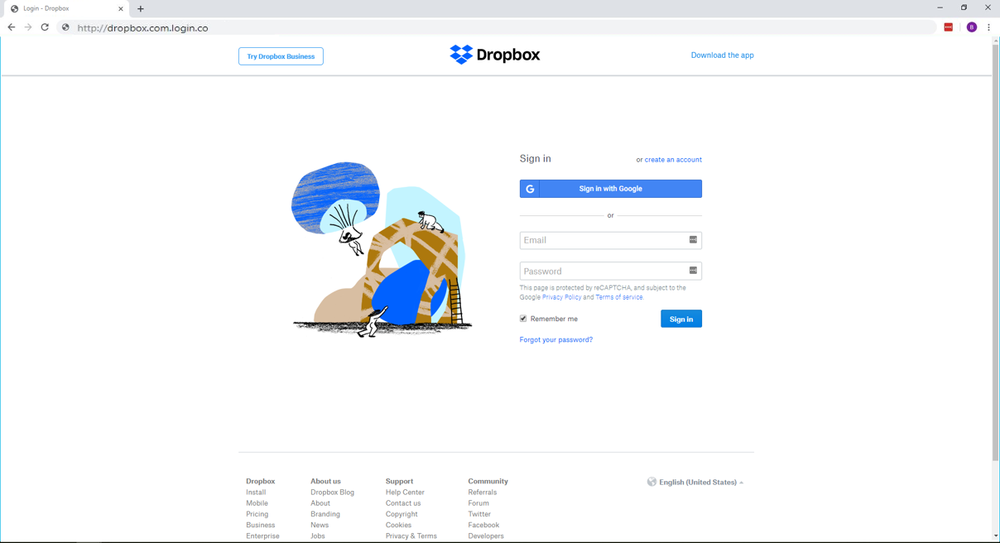 Login - Dropbox
http://dropbox.com.login.co
B
Try Dropbox Business
Dropbox
Download the app
Sign in
or create an account
G Sign in with Google
or
Email
Password
This page is protected by reCAPTCHA, and subject to the
Google Privacy Policy and Terms of service.
Remember me
Sign in
Forgot your password?
Dropbox
Install
Mobile
Pricing
Business
Enterprise
About us
Dropbox Blog
About
Branding
News
Jobs
Support
Help Center
Contact us
Copyright
Cookies
Privacy & Terms
Community
Referrals
Forum
Twitter
Facebook
Developers
English (United States)